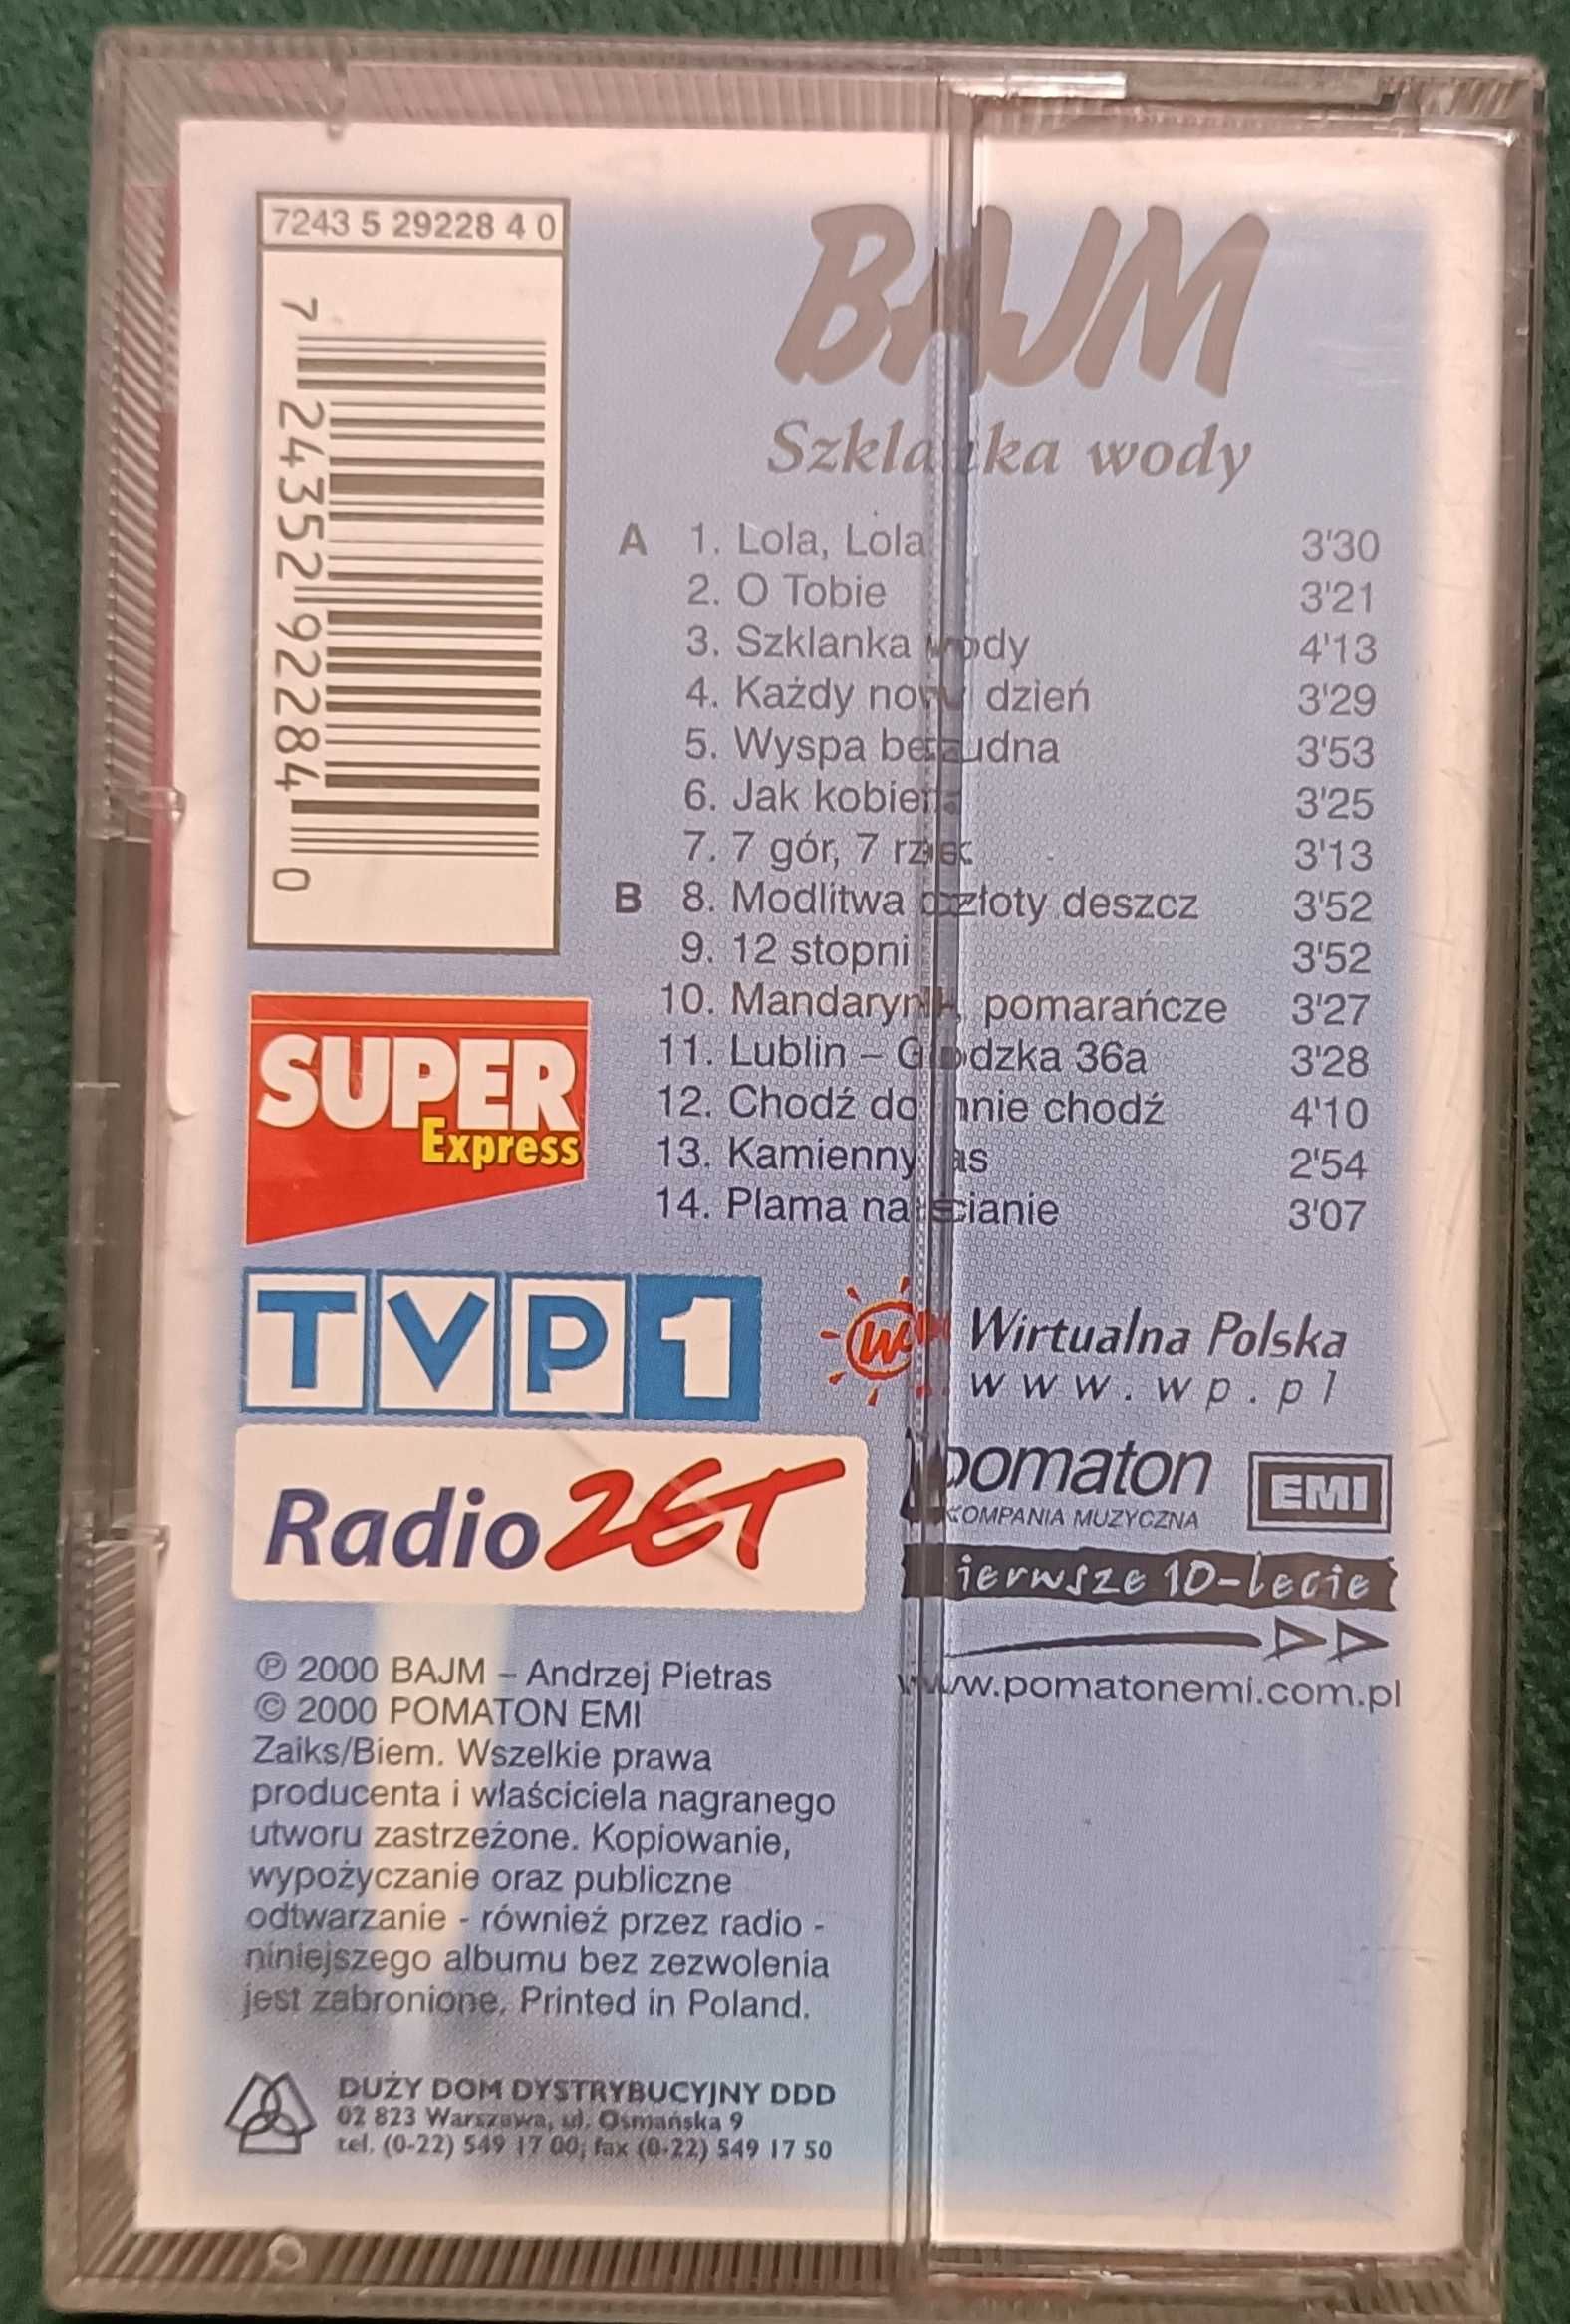 7243 5 29228 4 0
7 24352 92284 0
BAJM
Szklanka wody
A 1. Lola, Lola 3'30
2. O Tobie 3'21
3. Szklanka wody 4'13
4. Każdy nowy dzień 3'29
5. Wyspa bezludna 3'53
6. Jak kobieta 3'25
7. 7 gór, 7 rzek 3'13
B 8. Modlitwa o złoty deszcz 3'52
9. 12 stopni 3'52
10. Mandarynki, pomarańcze 3'27
11. Lublin – Grodzka 36a 3'28
12. Chodź do mnie chodź 4'10
13. Kamienny las 2'54
14. Plama na ścianie 3'07
SUPER
Express
TVP1
Wirtualna Polska
www.wp.pl
Radio ZET
pomaton EMI
KOMPANIA MUZYCZNA
Pierwsze 10-lecie
www.pomatonemi.com.pl
℗ 2000 BAJM – Andrzej Pietras
© 2000 POMATON EMI
Zaiks/Biem. Wszelkie prawa
producenta i właściciela nagranego
utworu zastrzeżone. Kopiowanie,
wypożyczanie oraz publiczne
odtwarzanie - również przez radio -
niniejszego albumu bez zezwolenia
jest zabronione. Printed in Poland.
DUŻY DOM DYSTRYBUCYJNY DDD
02 823 Warszawa, ul. Osmańska 9
tel. (0-22) 549 17 00; fax (0-22) 549 17 50